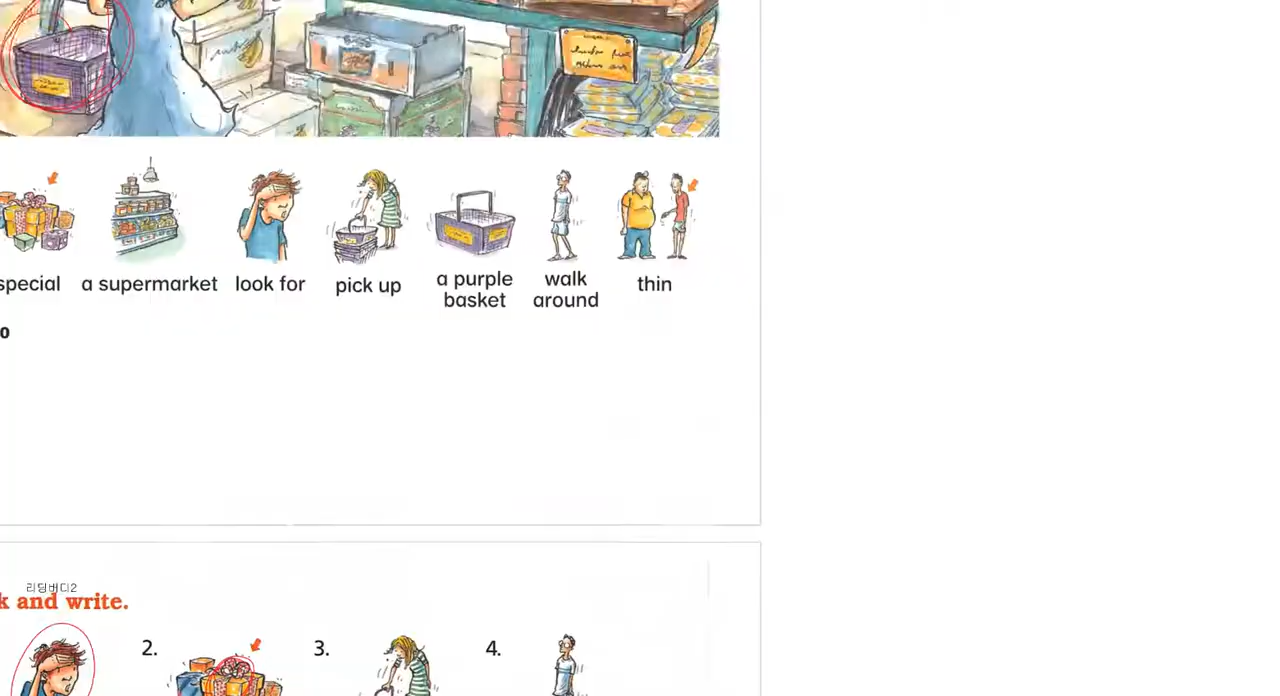 special a supermarket look for pick up a purple basket walk around thin
0
리딩버디2
k and write.
2. 3. 4.